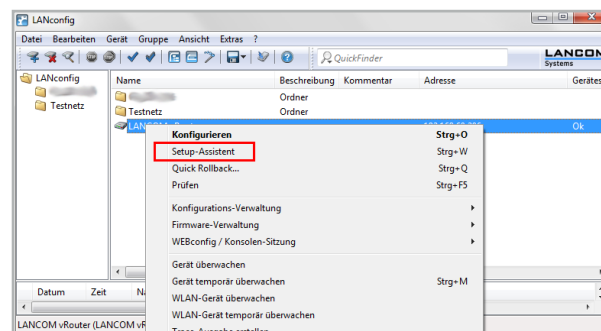 LANconfig
Datei Bearbeiten Gerät Gruppe Ansicht Extras ?
QuickFinder
LANCOM
Systems
LANconfig
Testnetz
Name Beschreibung Kommentar Adresse Gerätes
Ordner
Testnetz Ordner
Ok
Konfigurieren Strg+O
Setup-Assistent Strg+W
Quick Rollback... Strg+Q
Prüfen Strg+F5
Konfigurations-Verwaltung
Firmware-Verwaltung
WEBconfig / Konsolen-Sitzung
Gerät überwachen
Gerät temporär überwachen Strg+M
WLAN-Gerät überwachen
WLAN-Gerät temporär überwachen
Trace-Ausgabe erstellen
Datum Zeit
LANCOM vRouter (LANCOM vR